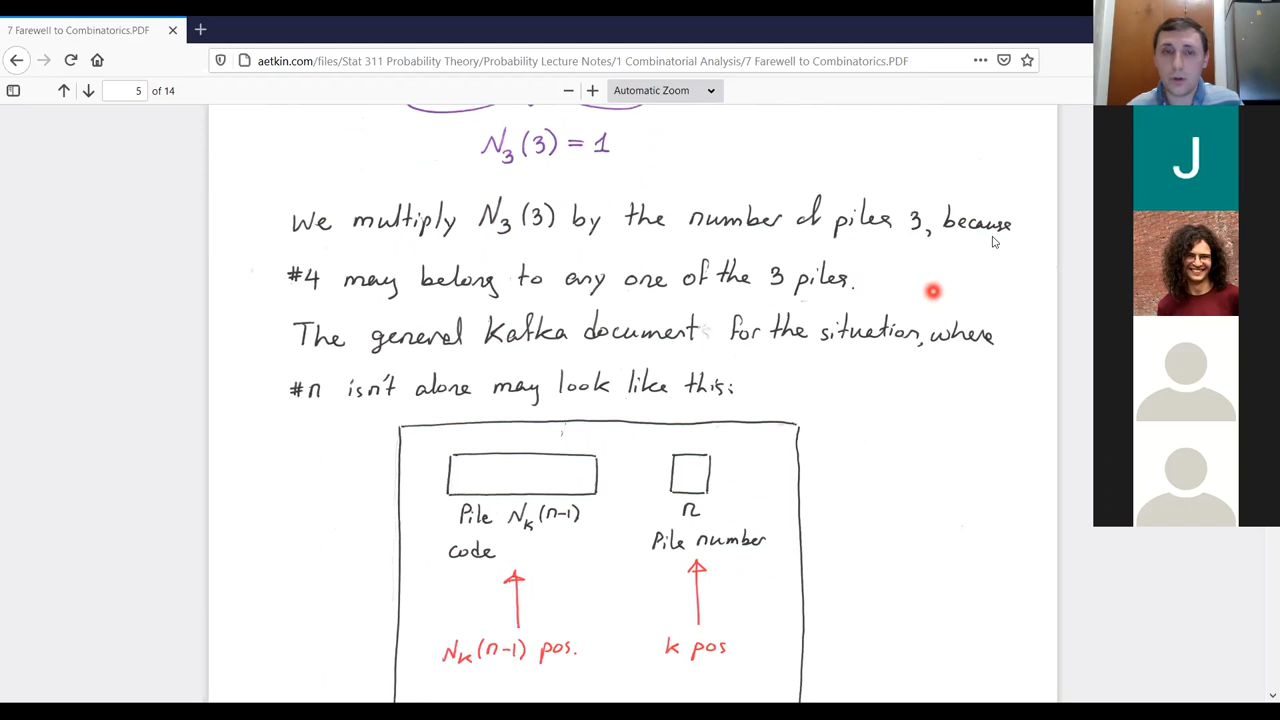 7 Farewell to Combinatorics.PDF
aetkin.com/files/Stat 311 Probability Theory/Probability Lecture Notes/1 Combinatorial Analysis/7 Farewell to Combinatorics.PDF
5 of 14
Automatic Zoom
N₃(3) = 1
We multiply N₃(3) by the number of piles 3, because
#4 may belong to any one of the 3 piles.
The general Kafka document for the situation, where
#n isn't alone may look like this:
Pile Nₖ(n-1)
code
n
Pile number
Nₖ(n-1) pos.
k pos
J